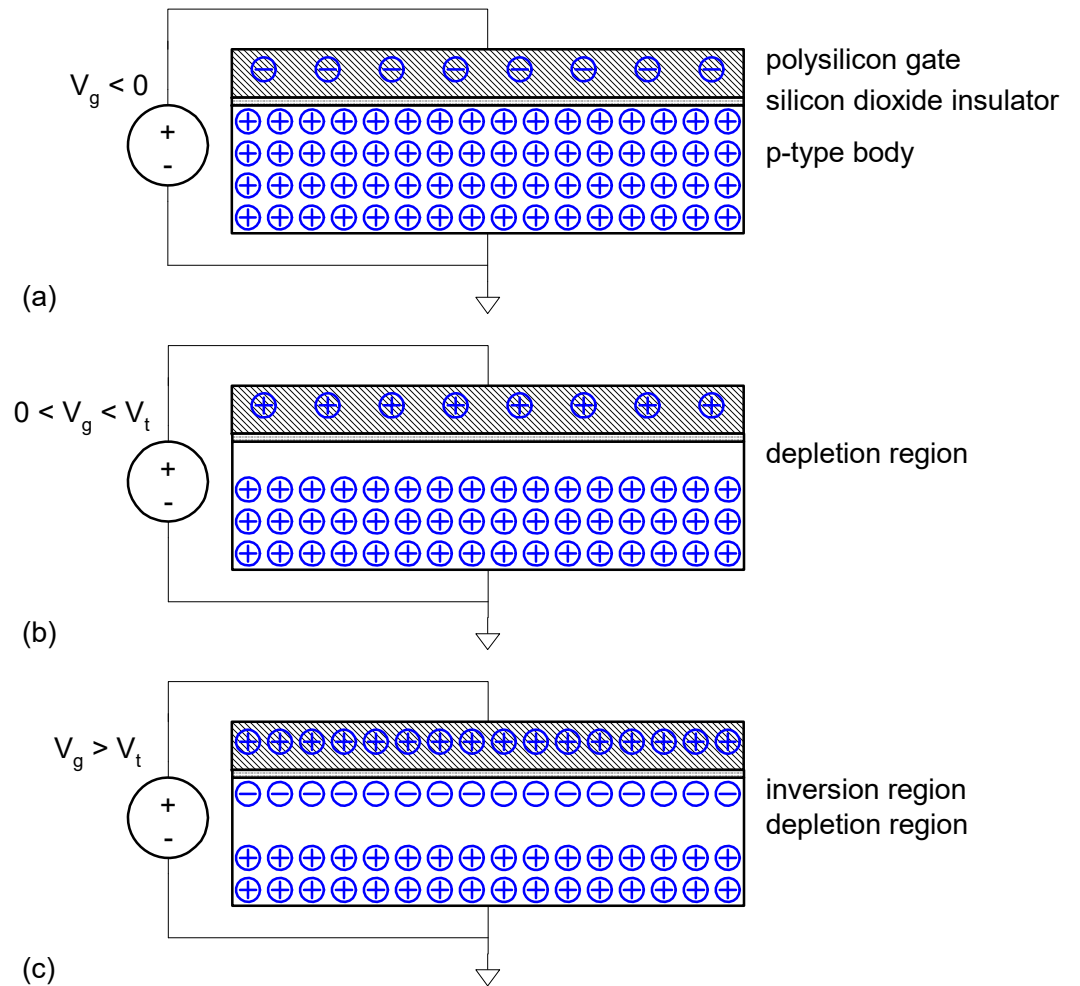 V_g < 0
+
-
polysilicon gate
silicon dioxide insulator
p-type body
(a)
0 < V_g < V_t
+
-
depletion region
(b)
V_g > V_t
+
-
inversion region
depletion region
(c)